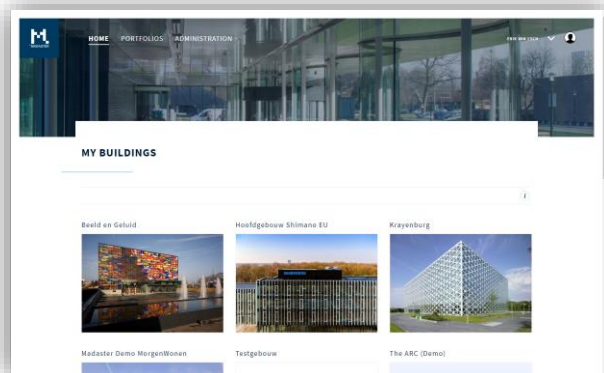 MADASTER
HOME PORTFOLIOS ADMINISTRATION
MY BUILDINGS
i
Beeld en Geluid
Hoofdgebouw Shimano EU
Krayenburg
Madaster Demo MorgenWonen
Testgebouw
The ARC (Demo)